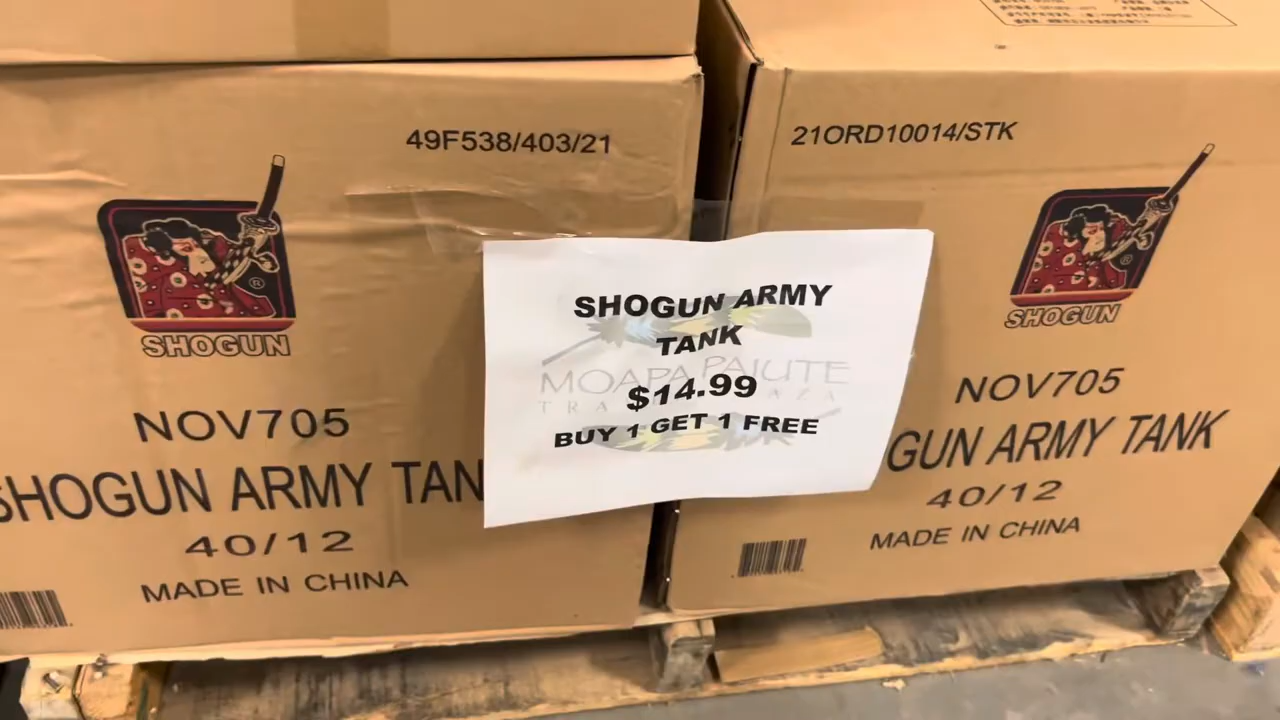 49F538/403/21
SHOGUN
NOV705
SHOGUN ARMY TAN
40/12
MADE IN CHINA
SHOGUN ARMY
TANK
$14.99
BUY 1 GET 1 FREE
MOAPA PAIUTE
21ORD10014/STK
®
SHOGUN
NOV705
GUN ARMY TANK
40/12
MADE IN CHINA